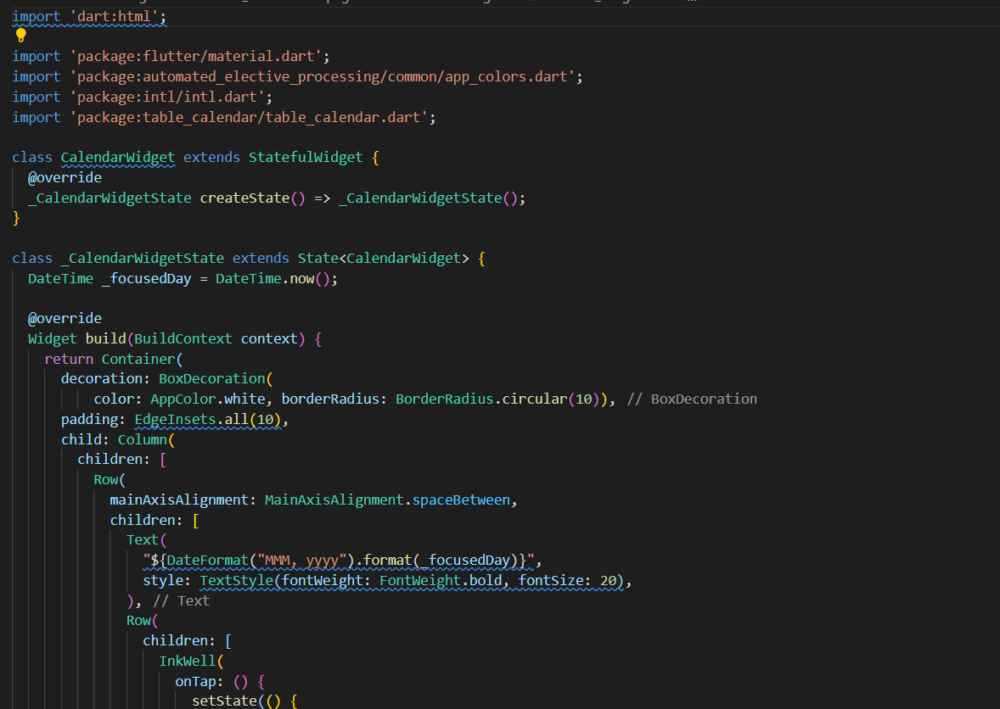 import 'dart:html';
import 'package:flutter/material.dart';
import 'package:automated_elective_processing/common/app_colors.dart';
import 'package:intl/intl.dart';
import 'package:table_calendar/table_calendar.dart';
class CalendarWidget extends StatefulWidget {
@override
_CalendarWidgetState createState() => _CalendarWidgetState();
}
class _CalendarWidgetState extends State<CalendarWidget> {
DateTime _focusedDay = DateTime.now();
@override
Widget build(BuildContext context) {
return Container(
decoration: BoxDecoration(
color: AppColor.white, borderRadius: BorderRadius.circular(10)), // BoxDecoration
padding: EdgeInsets.all(10),
child: Column(
children: [
Row(
mainAxisAlignment: MainAxisAlignment.spaceBetween,
children: [
Text(
"${DateFormat("MMM, yyyy").format(_focusedDay)}",
style: TextStyle(fontWeight: FontWeight.bold, fontSize: 20),
), // Text
Row(
children: [
InkWell(
onTap: () {
setState(() {